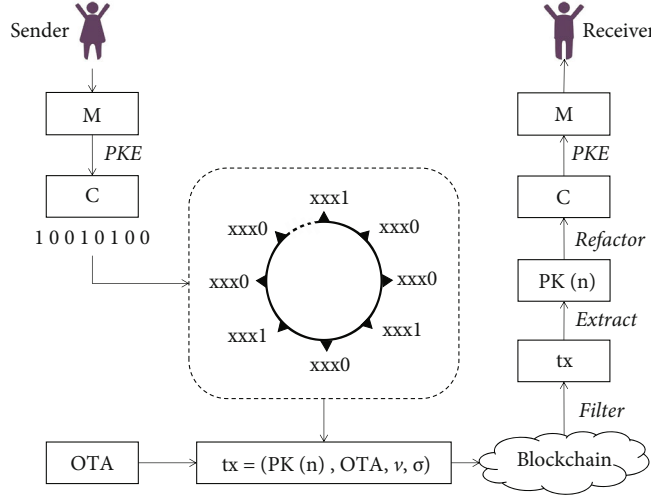 Sender
M
PKE
C
1 0 0 1 0 1 0 0
xxx1
xxx0
xxx0
xxx0
xxx0
xxx1
xxx1
xxx0
OTA
tx = (PK (n) , OTA, v, σ)
Blockchain
Filter
tx
Extract
PK (n)
Refactor
C
PKE
M
Receiver